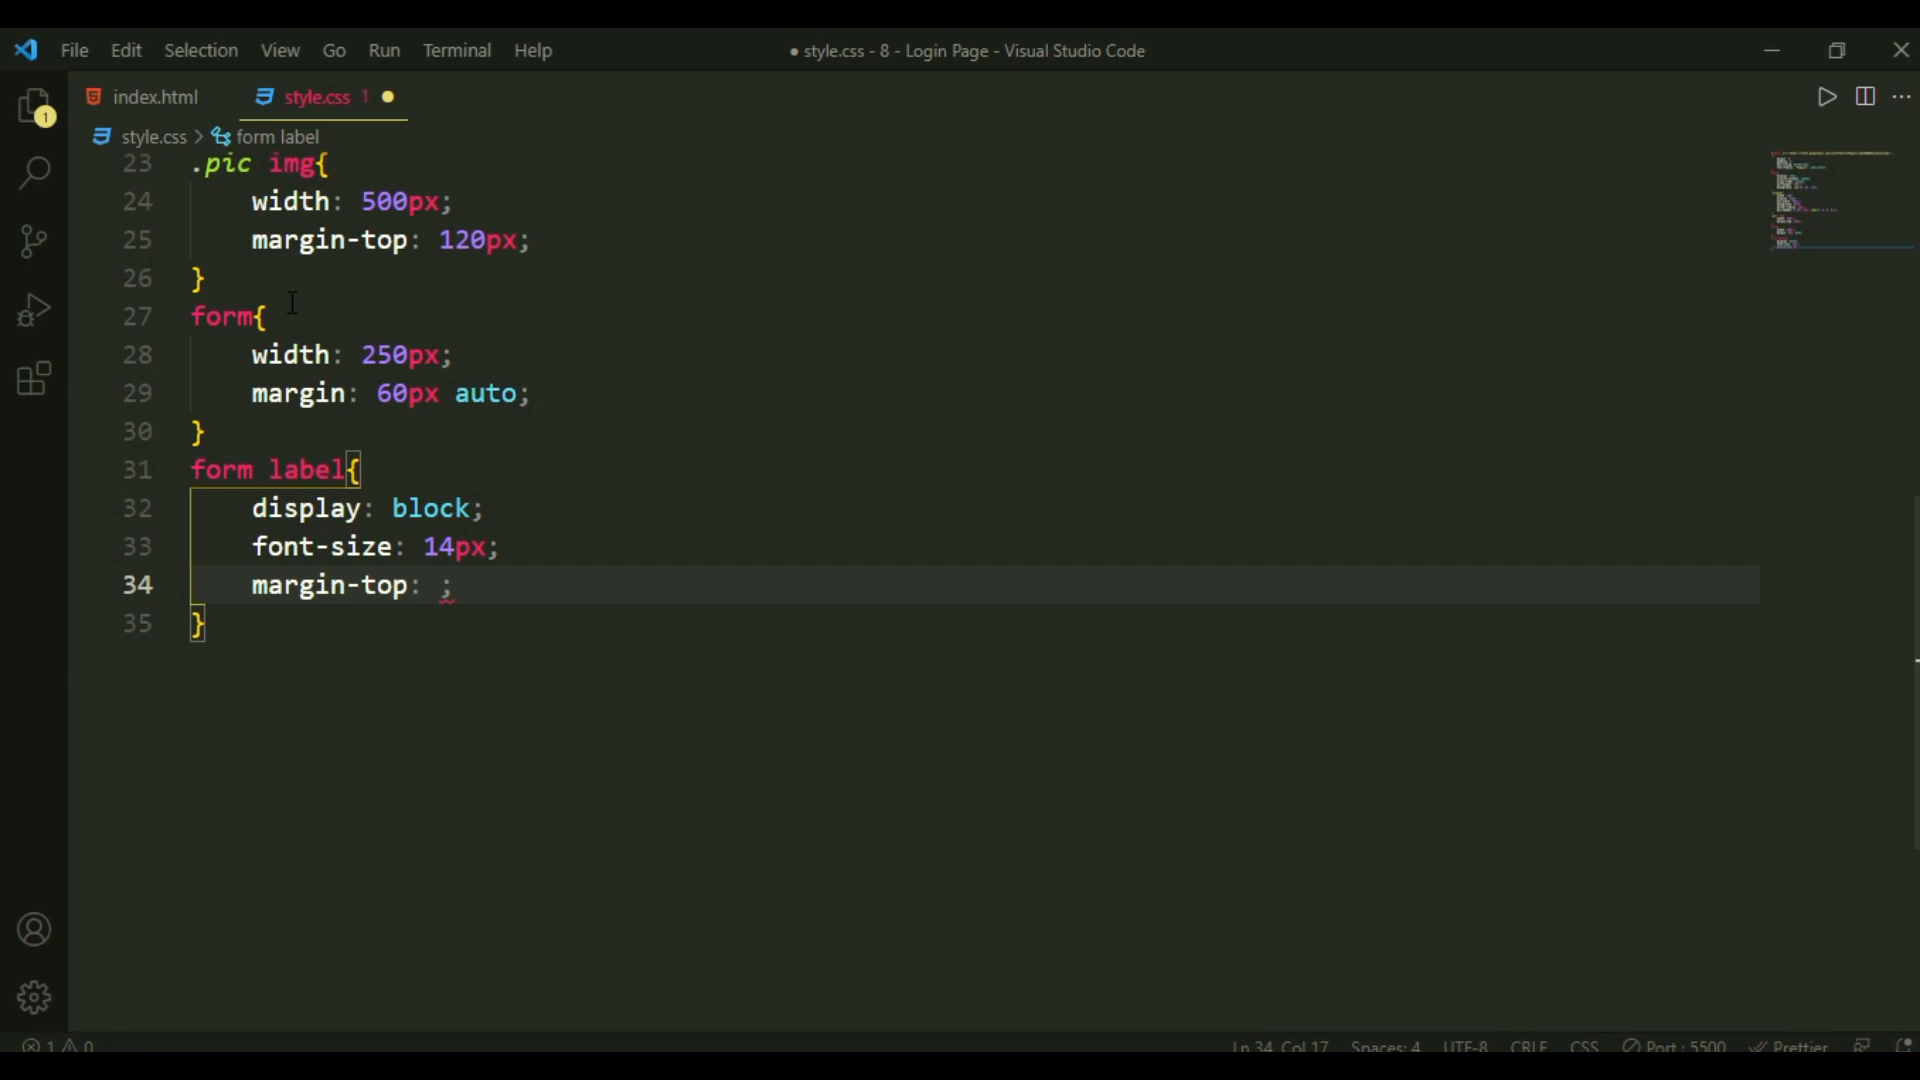 File Edit Selection View Go Run Terminal Help
● style.css - 8 - Login Page - Visual Studio Code
index.html
style.css 1 ●
1
style.css > form label
23 .pic img{
24 width: 500px;
25 margin-top: 120px;
26 }
27 form{
28 width: 250px;
29 margin: 60px auto;
30 }
31 form label{
32 display: block;
33 font-size: 14px;
34 margin-top: ;
35 }
1 0
Ln 34, Col 17 Spaces: 4 UTF-8 CRLF CSS Port : 5500 Prettier